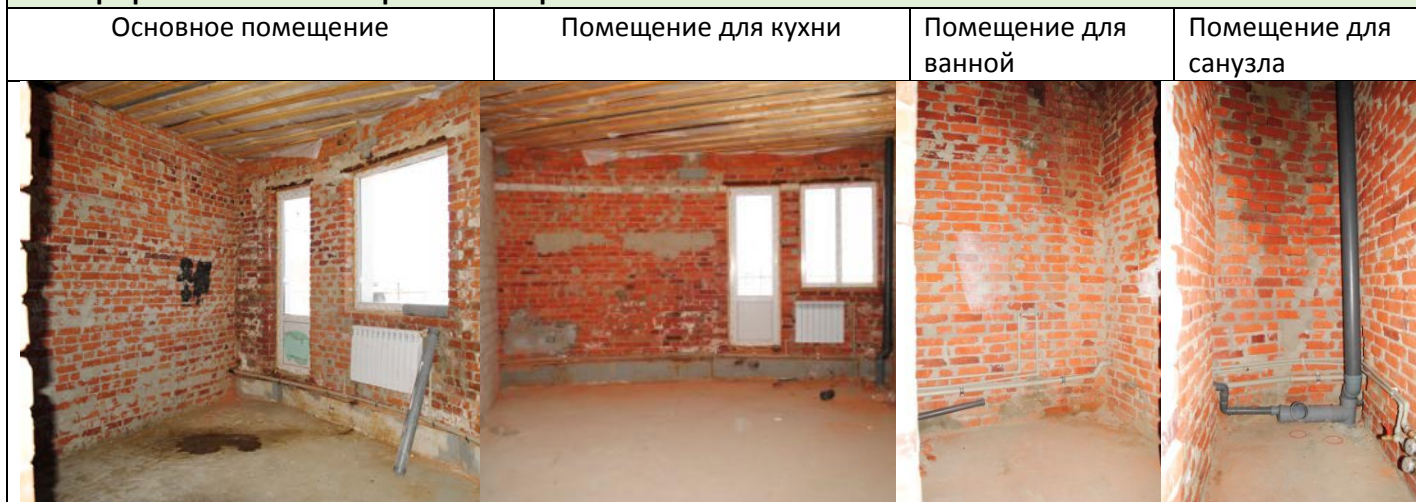 Основное помещение
Помещение для кухни
Помещение для
ванной
Помещение для
санузла